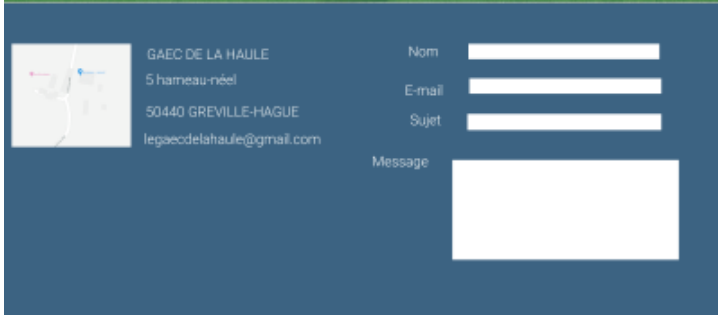 GAEC DE LA HAULE
5 hameau-néel
50440 GREVILLE-HAGUE
legaecdelahaule@gmail.com
Nom
E-mail
Sujet
Message